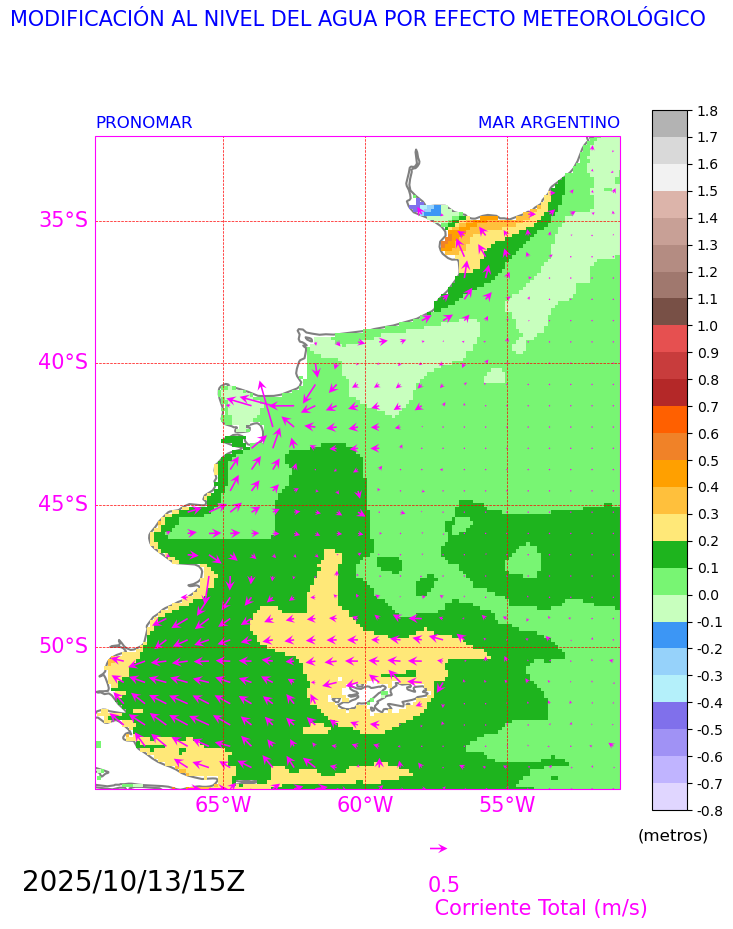 MODIFICACIÓN AL NIVEL DEL AGUA POR EFECTO METEOROLÓGICO
PRONOMAR MAR ARGENTINO
35°S
40°S
45°S
50°S
65°W 60°W 55°W
1.8
1.7
1.6
1.5
1.4
1.3
1.2
1.1
1.0
0.9
0.8
0.7
0.6
0.5
0.4
0.3
0.2
0.1
0.0
-0.1
-0.2
-0.3
-0.4
-0.5
-0.6
-0.7
-0.8
(metros)
2025/10/13/15Z
0.5
Corriente Total (m/s)